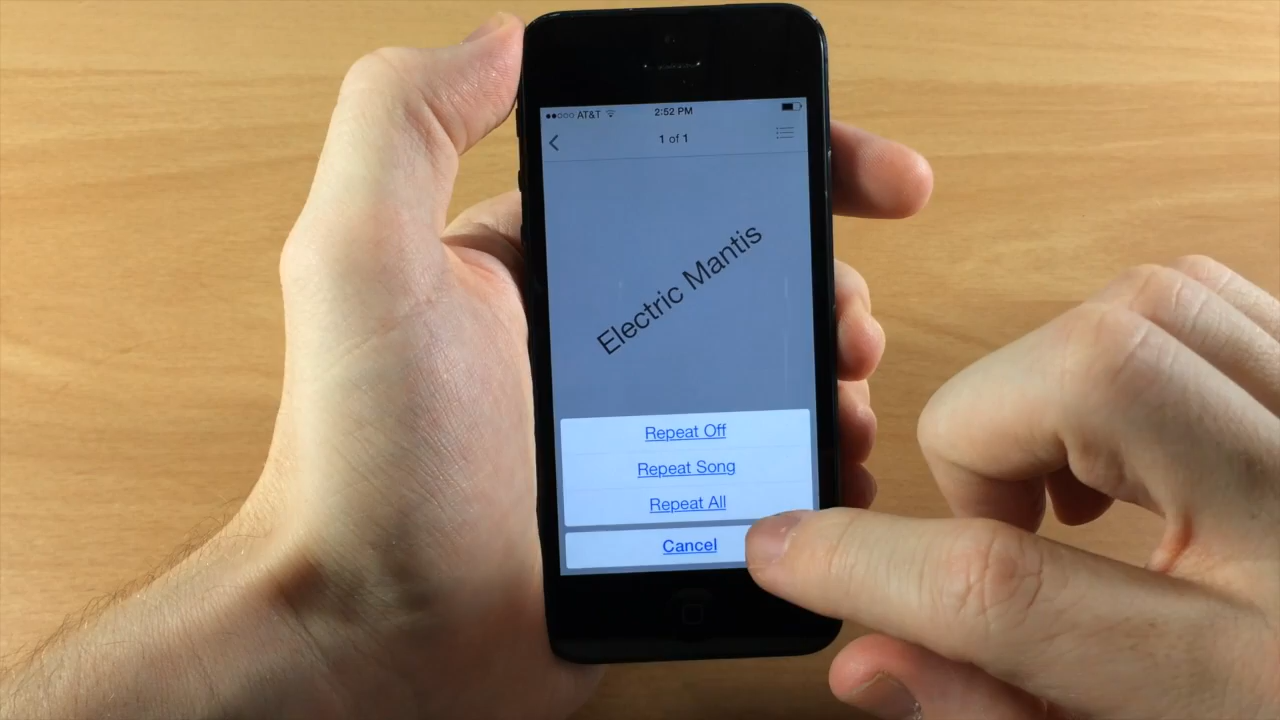 AT&T 2:52 PM
1 of 1
Electric Mantis
Repeat Off
Repeat Song
Repeat All
Cancel